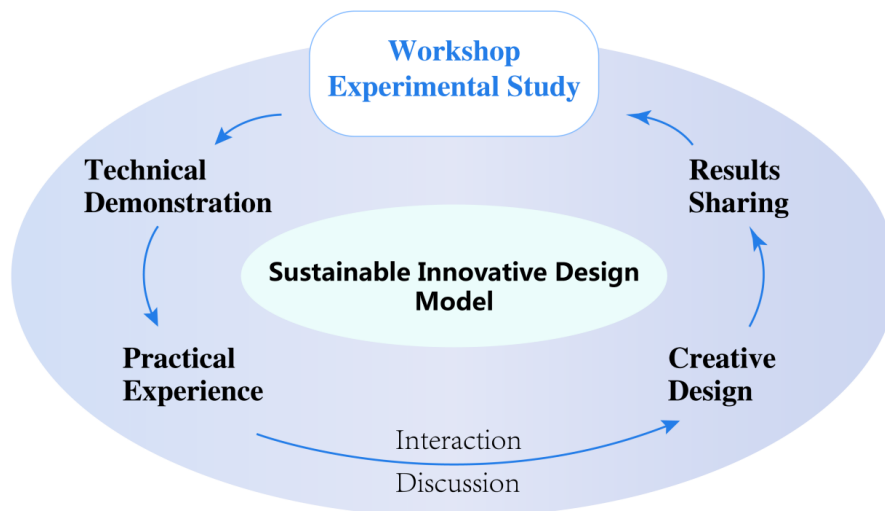 Workshop
Experimental Study
Technical
Demonstration
Results
Sharing
Sustainable Innovative Design
Model
Practical
Experience
Creative
Design
Interaction
Discussion